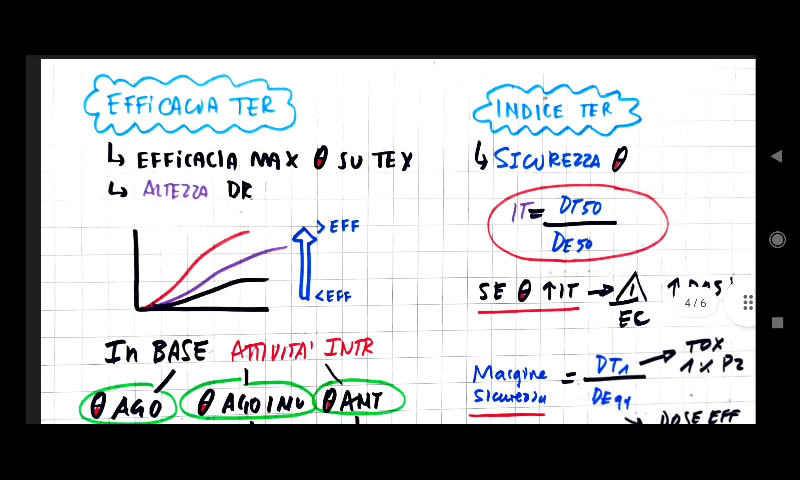 EFFICACIA TER
↳ EFFICACIA MAX θ SU TEX
↳ ALTEZZA DR
> EFF
< EFF
In BASE ATTIVITA' INTR
θ AGO
θ AGO INV
θ ANT
INDICE TER
↳ SICUREZZA θ
IT = DT50
DE50
SE θ ↑IT → 
EC
4/6
Margine
Sicurezza
= DT1 → TOX
1% PZ
DE99
DOSE EFF